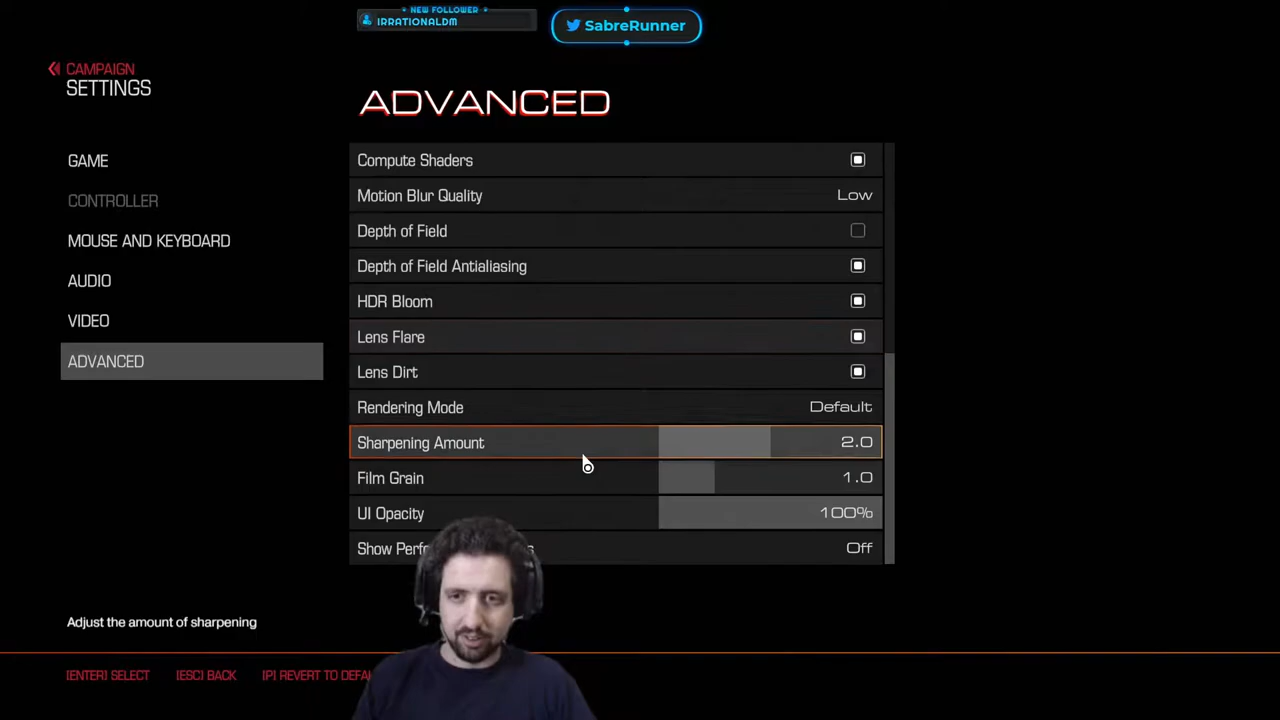 NEW FOLLOWER
IRRATIONALDM
SabreRunner
CAMPAIGN
SETTINGS
ADVANCED
GAME
CONTROLLER
MOUSE AND KEYBOARD
AUDIO
VIDEO
ADVANCED
Compute Shaders
Motion Blur Quality Low
Depth of Field
Depth of Field Antialiasing
HDR Bloom
Lens Flare
Lens Dirt
Rendering Mode Default
Sharpening Amount 2.0
Film Grain 1.0
UI Opacity 100%
Show Off
Adjust the amount of sharpening
[ENTER] SELECT [ESC] BACK [P] REVERT TO